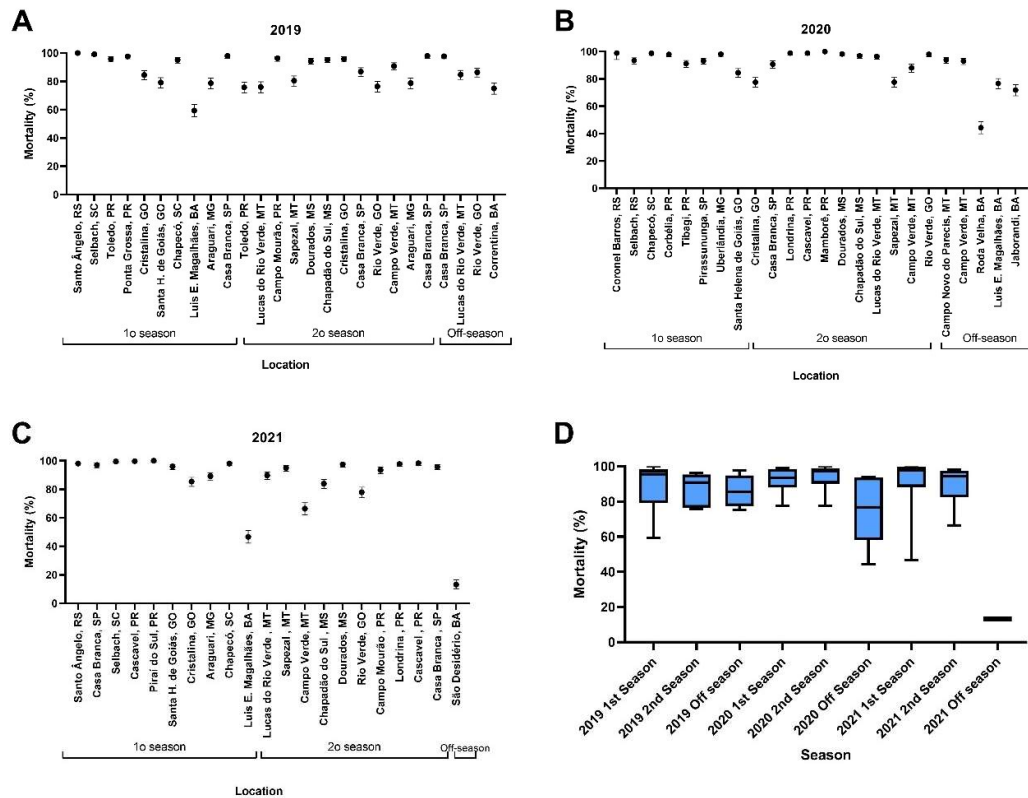 A
2019
Mortality (%)
100
80
60
40
20
0
Santo Ângelo, RS
Selbach, SC
Toledo, PR
Ponta Grossa, PR
Cristalina, GO
Santa H. de Goiás, GO
Chapecó, SC
Luis E. Magalhães, BA
Araguari, MG
Casa Branca, SP
Toledo, PR
Lucas do Rio Verde, MT
Campo Mourão, PR
Sapezal, MT
Dourados, MS
Chapadão do Sul, MS
Cristalina, GO
Casa Branca, SP
Rio Verde, GO
Campo Verde, MT
Araguari, MG
Casa Branca, SP
Casa Branca, SP
Lucas do Rio Verde, MT
Rio Verde, GO
Correntina, BA
1o season
2o season
Off-season
Location
B
2020
Mortality (%)
100
80
60
40
20
0
Coronel Barros, RS
Selbach, RS
Chapecó, SC
Corbélia, PR
Tibagi, PR
Pirassununga, SP
Uberlândia, MG
Santa Helena de Goiás, GO
Cristalina, GO
Casa Branca, SP
Londrina, PR
Cascavel, PR
Mamborê, PR
Dourados, MS
Chapadão do Sul, MS
Lucas do Rio Verde, MT
Sapezal, MT
Campo Verde, MT
Rio Verde, GO
Campo Novo do Parecis, MT
Campo Verde, MT
Roda Velha, BA
Luis E. Magalhães, BA
Jaborandi, BA
1o season
2o season
Off-season
Location
C
2021
Mortality (%)
100
80
60
40
20
0
Santo Ângelo, RS
Casa Branca, SP
Selbach, SC
Cascavel, PR
Piraí do Sul, PR
Santa H. de Goiás, GO
Cristalina, GO
Araguari, MG
Chapecó, SC
Luis E. Magalhães, BA
Lucas do Rio Verde , MT
Sapezal , MT
Campo Verde, MT
Chapadão do Sul , MS
Dourados, MS
Rio Verde, GO
Campo Mourão , PR
Londrina , PR
Cascavel , PR
Casa Branca , SP
São Desidério, BA
1o season
2o season
Off-season
Location
D
Mortality (%)
100
80
60
40
20
0
2019 1st Season
2019 2nd Season
2019 Off season
2020 1st Season
2020 2nd Season
2020 Off Season
2021 1st Season
2021 2nd Season
2021 Off season
Season